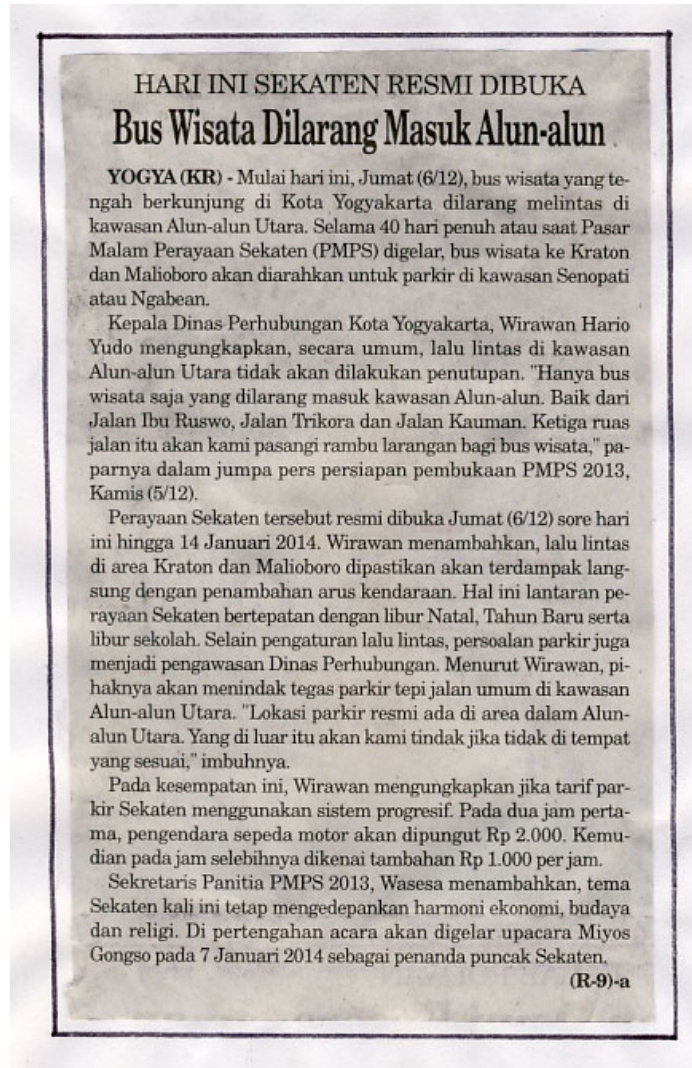 HARI INI SEKATEN RESMI DIBUKA
Bus Wisata Dilarang Masuk Alun-alun
YOGYA (KR) - Mulai hari ini, Jumat (6/12), bus wisata yang te-
ngah berkunjung di Kota Yogyakarta dilarang melintas di
kawasan Alun-alun Utara. Selama 40 hari penuh atau saat Pasar
Malam Perayaan Sekaten (PMPS) digelar, bus wisata ke Kraton
dan Malioboro akan diarahkan untuk parkir di kawasan Senopati
atau Ngabean.
Kepala Dinas Perhubungan Kota Yogyakarta, Wirawan Hario
Yudo mengungkapkan, secara umum, lalu lintas di kawasan
Alun-alun Utara tidak akan dilakukan penutupan. "Hanya bus
wisata saja yang dilarang masuk kawasan Alun-alun. Baik dari
Jalan Ibu Ruswo, Jalan Trikora dan Jalan Kauman. Ketiga ruas
jalan itu akan kami pasangi rambu larangan bagi bus wisata," pa-
parnya dalam jumpa pers persiapan pembukaan PMPS 2013,
Kamis (5/12).
Perayaan Sekaten tersebut resmi dibuka Jumat (6/12) sore hari
ini hingga 14 Januari 2014. Wirawan menambahkan, lalu lintas
di area Kraton dan Malioboro dipastikan akan terdampak lang-
sung dengan penambahan arus kendaraan. Hal ini lantaran pe-
rayaan Sekaten bertepatan dengan libur Natal, Tahun Baru serta
libur sekolah. Selain pengaturan lalu lintas, persoalan parkir juga
menjadi pengawasan Dinas Perhubungan. Menurut Wirawan, pi-
haknya akan menindak tegas parkir tepi jalan umum di kawasan
Alun-alun Utara. "Lokasi parkir resmi ada di area dalam Alun-
alun Utara. Yang di luar itu akan kami tindak jika tidak di tempat
yang sesuai," imbuhnya.
Pada kesempatan ini, Wirawan mengungkapkan jika tarif par-
kir Sekaten menggunakan sistem progresif. Pada dua jam perta-
ma, pengendara sepeda motor akan dipungut Rp 2.000. Kemu-
dian pada jam selebihnya dikenai tambahan Rp 1.000 per jam.
Sekretaris Panitia PMPS 2013, Wasesa menambahkan, tema
Sekaten kali ini tetap mengedepankan harmoni ekonomi, budaya
dan religi. Di pertengahan acara akan digelar upacara Miyos
Gongso pada 7 Januari 2014 sebagai penanda puncak Sekaten.
(R-9)-a